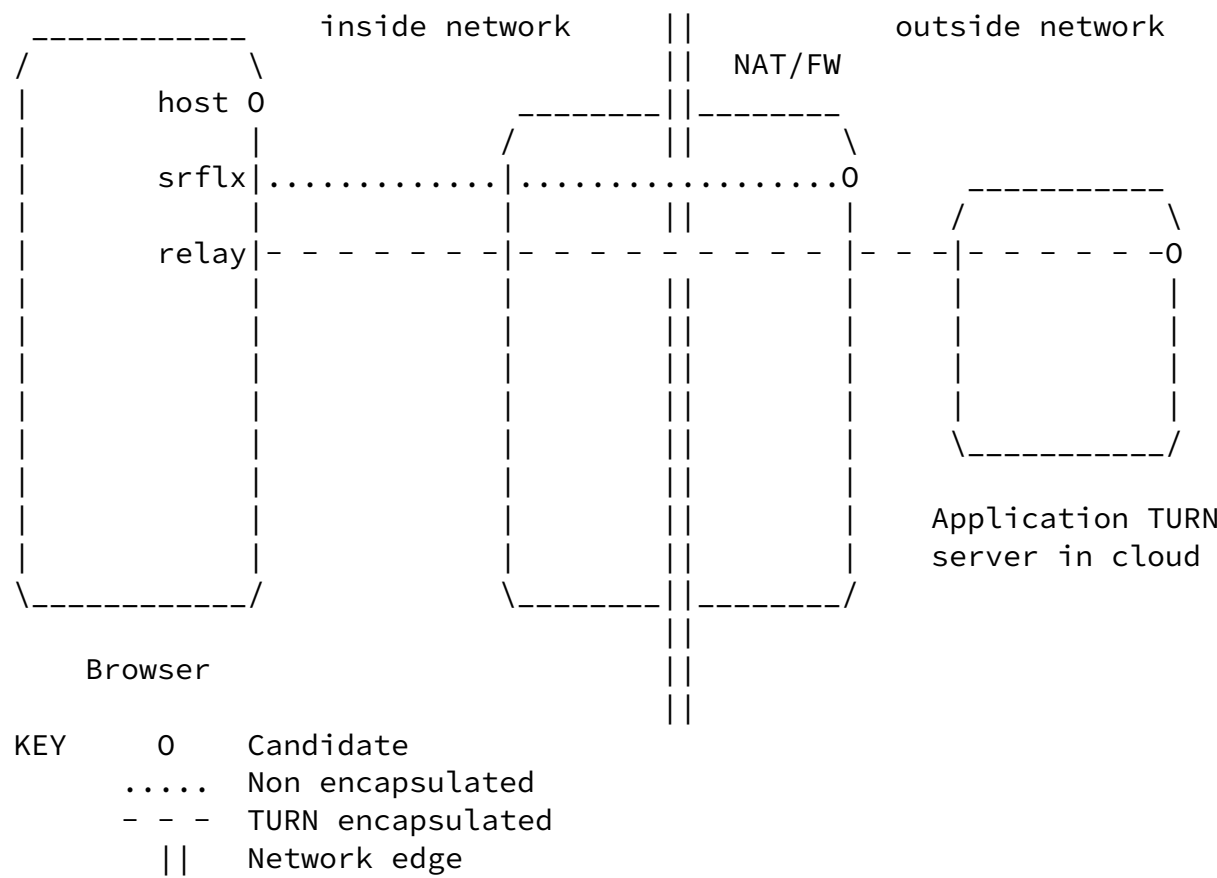 inside network || outside network
NAT/FW
host O
srflx|.............|..................O
relay|- - - - - - -|- - - - - - - - - |- - -|- - - - - -O
Application TURN
server in cloud
Browser
KEY O Candidate
..... Non encapsulated
- - - TURN encapsulated
|| Network edge